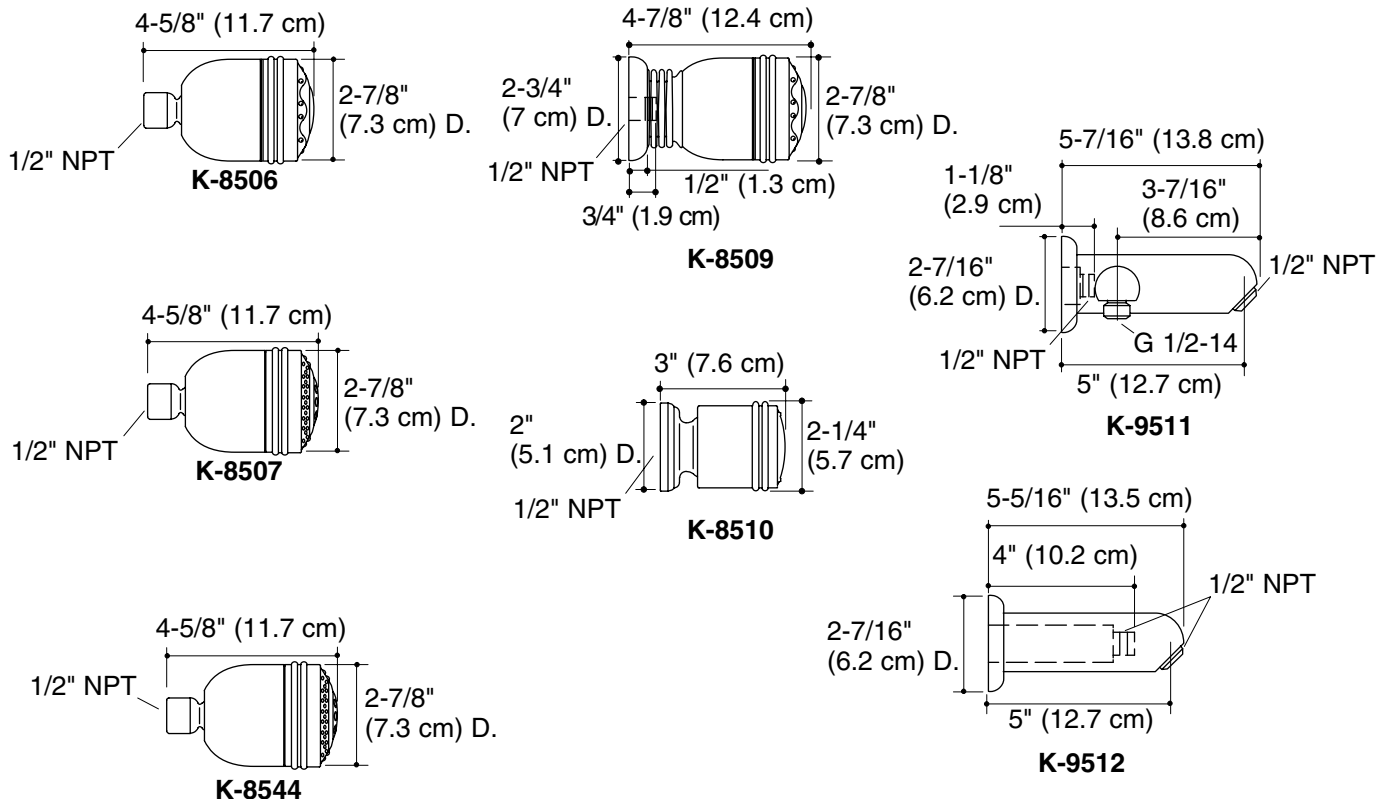 4-5/8" (11.7 cm)
2-7/8"
(7.3 cm) D.
1/2" NPT
K-8506
4-7/8" (12.4 cm)
2-3/4"
(7 cm) D.
2-7/8"
(7.3 cm) D.
1/2" NPT
1/2" (1.3 cm)
3/4" (1.9 cm)
K-8509
5-7/16" (13.8 cm)
1-1/8"
(2.9 cm)
3-7/16"
(8.6 cm)
2-7/16"
(6.2 cm) D.
1/2" NPT
G 1/2-14
1/2" NPT
5" (12.7 cm)
K-9511
4-5/8" (11.7 cm)
2-7/8"
(7.3 cm) D.
1/2" NPT
K-8507
3" (7.6 cm)
2"
(5.1 cm) D.
2-1/4"
(5.7 cm)
1/2" NPT
K-8510
5-5/16" (13.5 cm)
4" (10.2 cm)
1/2" NPT
2-7/16"
(6.2 cm) D.
5" (12.7 cm)
K-9512
4-5/8" (11.7 cm)
1/2" NPT
2-7/8"
(7.3 cm) D.
K-8544